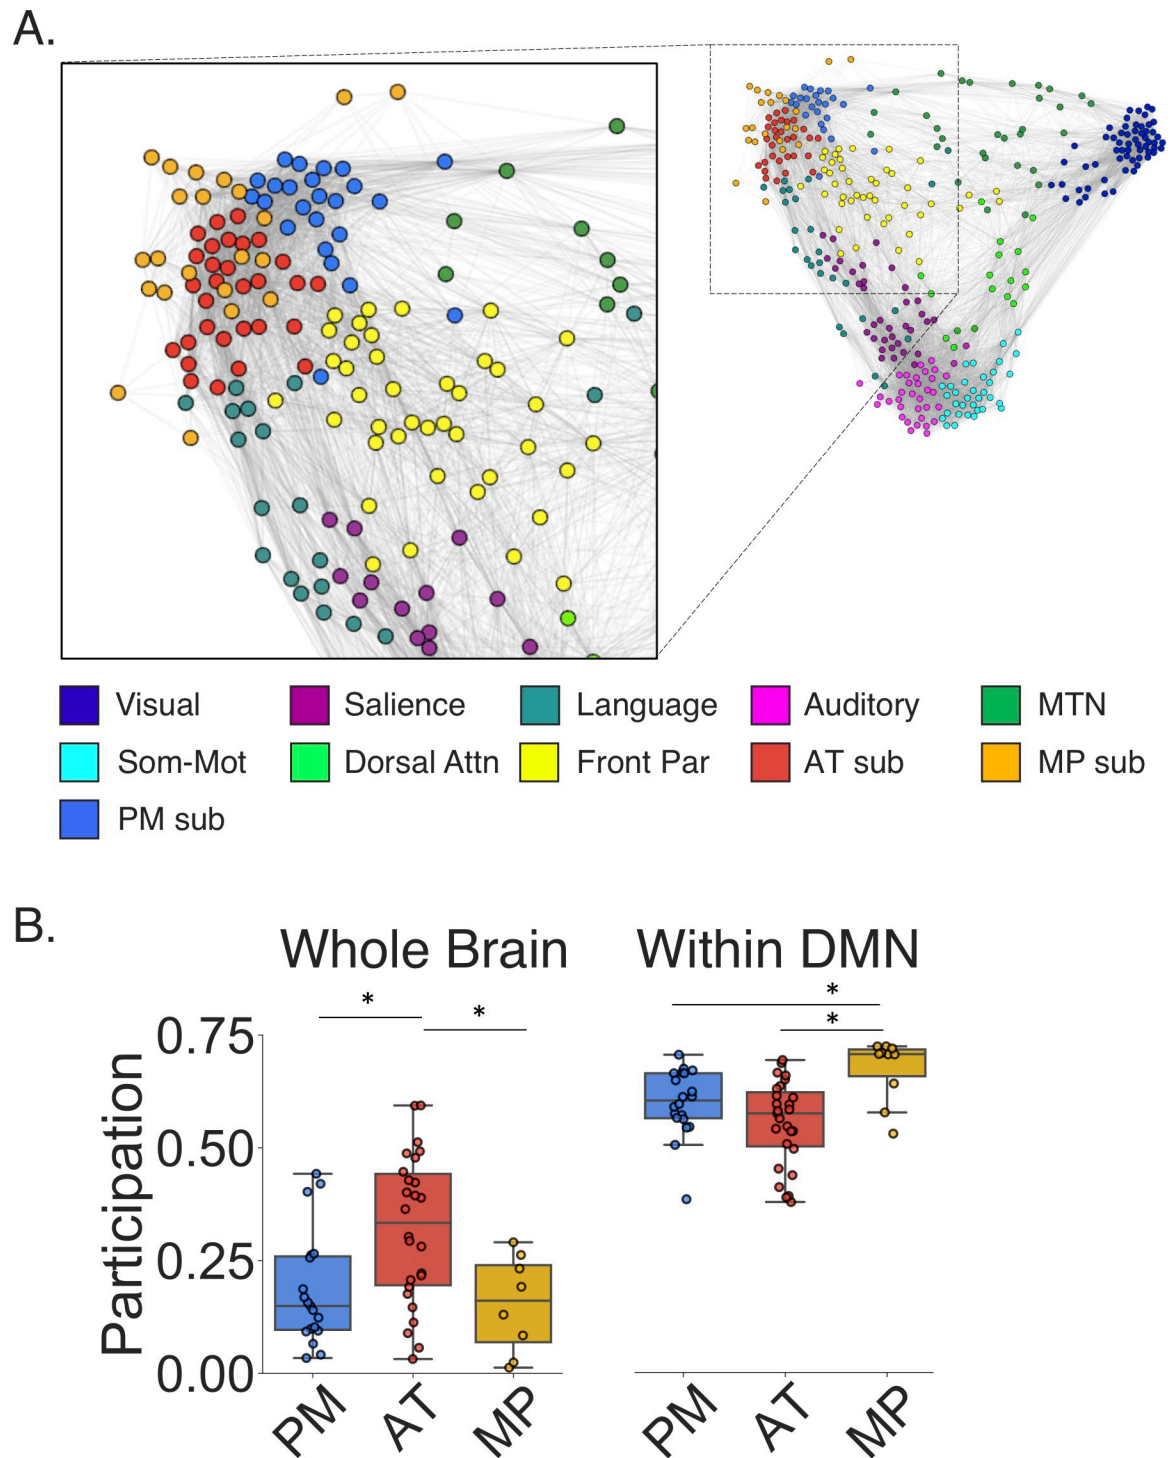 A.
Visual Salience Language Auditory MTN
Som-Mot Dorsal Attn Front Par AT sub MP sub
PM sub
B.
Whole Brain Within DMN
* * * *
Participation
0.75
0.50
0.25
0.00
PM AT MP PM AT MP